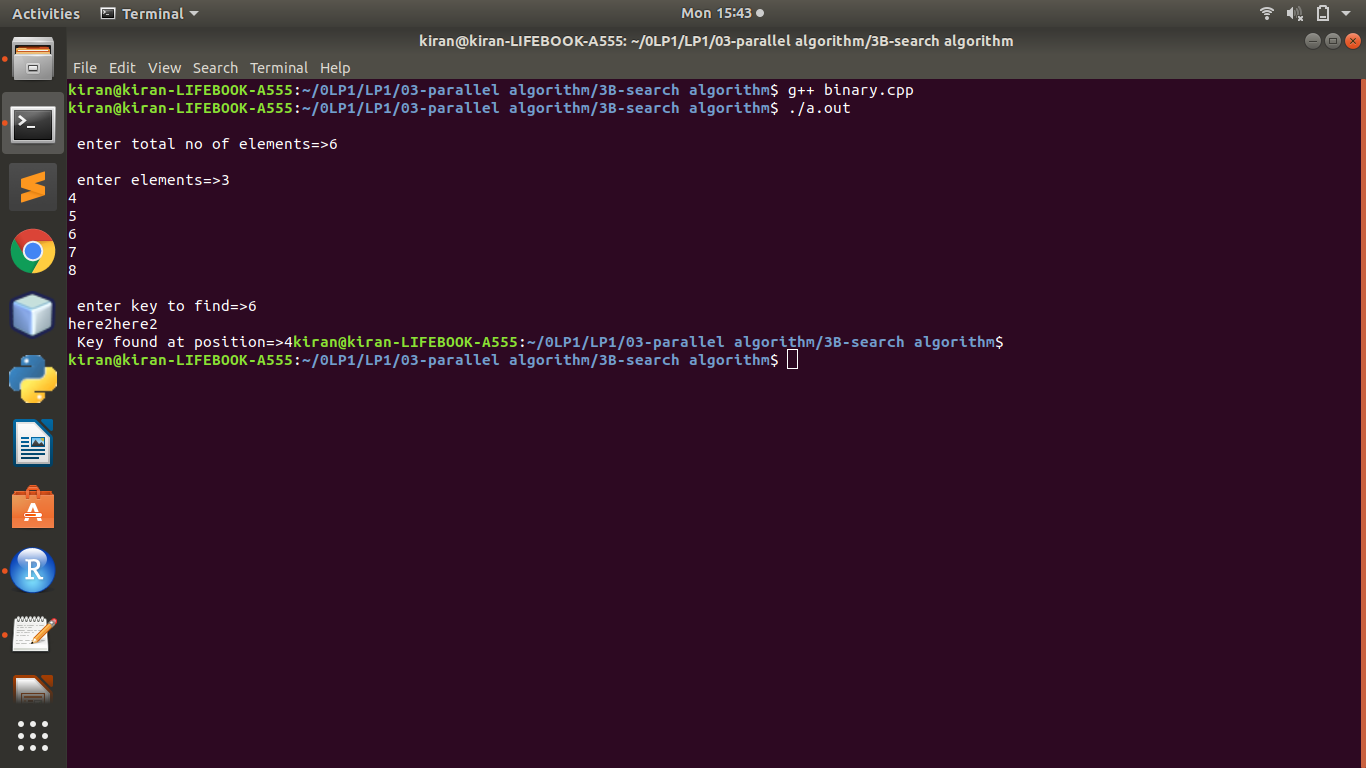 Activities Terminal Mon 15:43
kiran@kiran-LIFEBOOK-A555: ~/0LP1/LP1/03-parallel algorithm/3B-search algorithm
File Edit View Search Terminal Help
kiran@kiran-LIFEBOOK-A555:~/0LP1/LP1/03-parallel algorithm/3B-search algorithm$ g++ binary.cpp
kiran@kiran-LIFEBOOK-A555:~/0LP1/LP1/03-parallel algorithm/3B-search algorithm$ ./a.out
enter total no of elements=>6
enter elements=>3
4
5
6
7
8
enter key to find=>6
here2here2
Key found at position=>4kiran@kiran-LIFEBOOK-A555:~/0LP1/LP1/03-parallel algorithm/3B-search algorithm$
kiran@kiran-LIFEBOOK-A555:~/0LP1/LP1/03-parallel algorithm/3B-search algorithm$